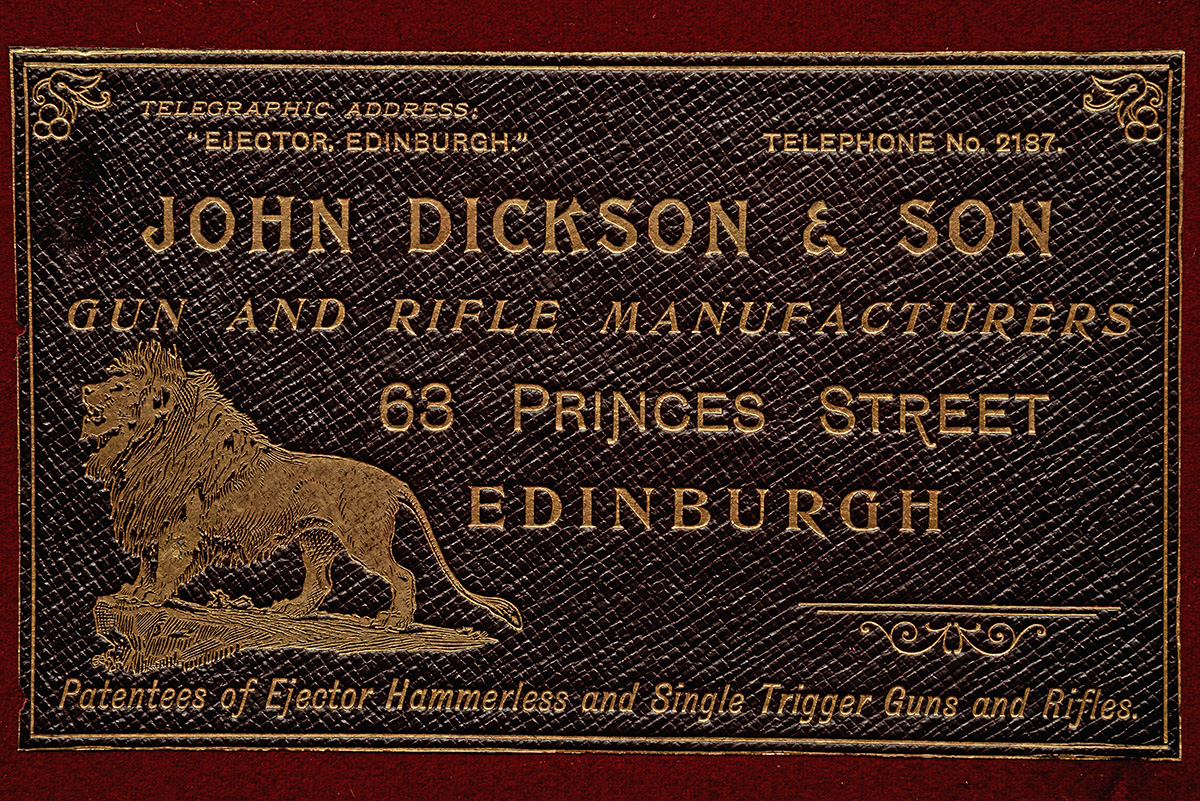 TELEGRAPHIC ADDRESS:
"EJECTOR, EDINBURGH."
TELEPHONE No. 2187.
JOHN DICKSON & SON
GUN AND RIFLE MANUFACTURERS
63 PRINCES STREET
EDINBURGH
Patentees of Ejector Hammerless and Single Trigger Guns and Rifles.